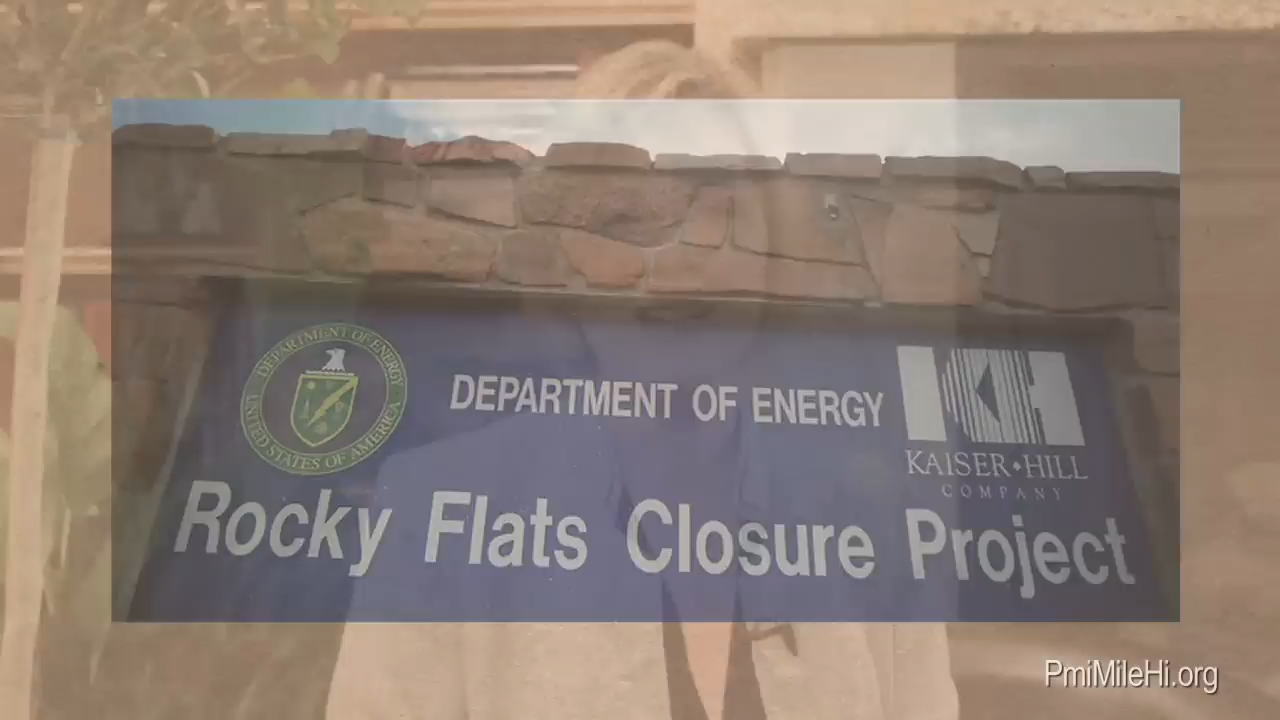 DEPARTMENT OF ENERGY
UNITED STATES OF AMERICA
DEPARTMENT OF ENERGY
KH
KAISER•HILL
COMPANY
Rocky Flats Closure Project
PmiMileHi.org